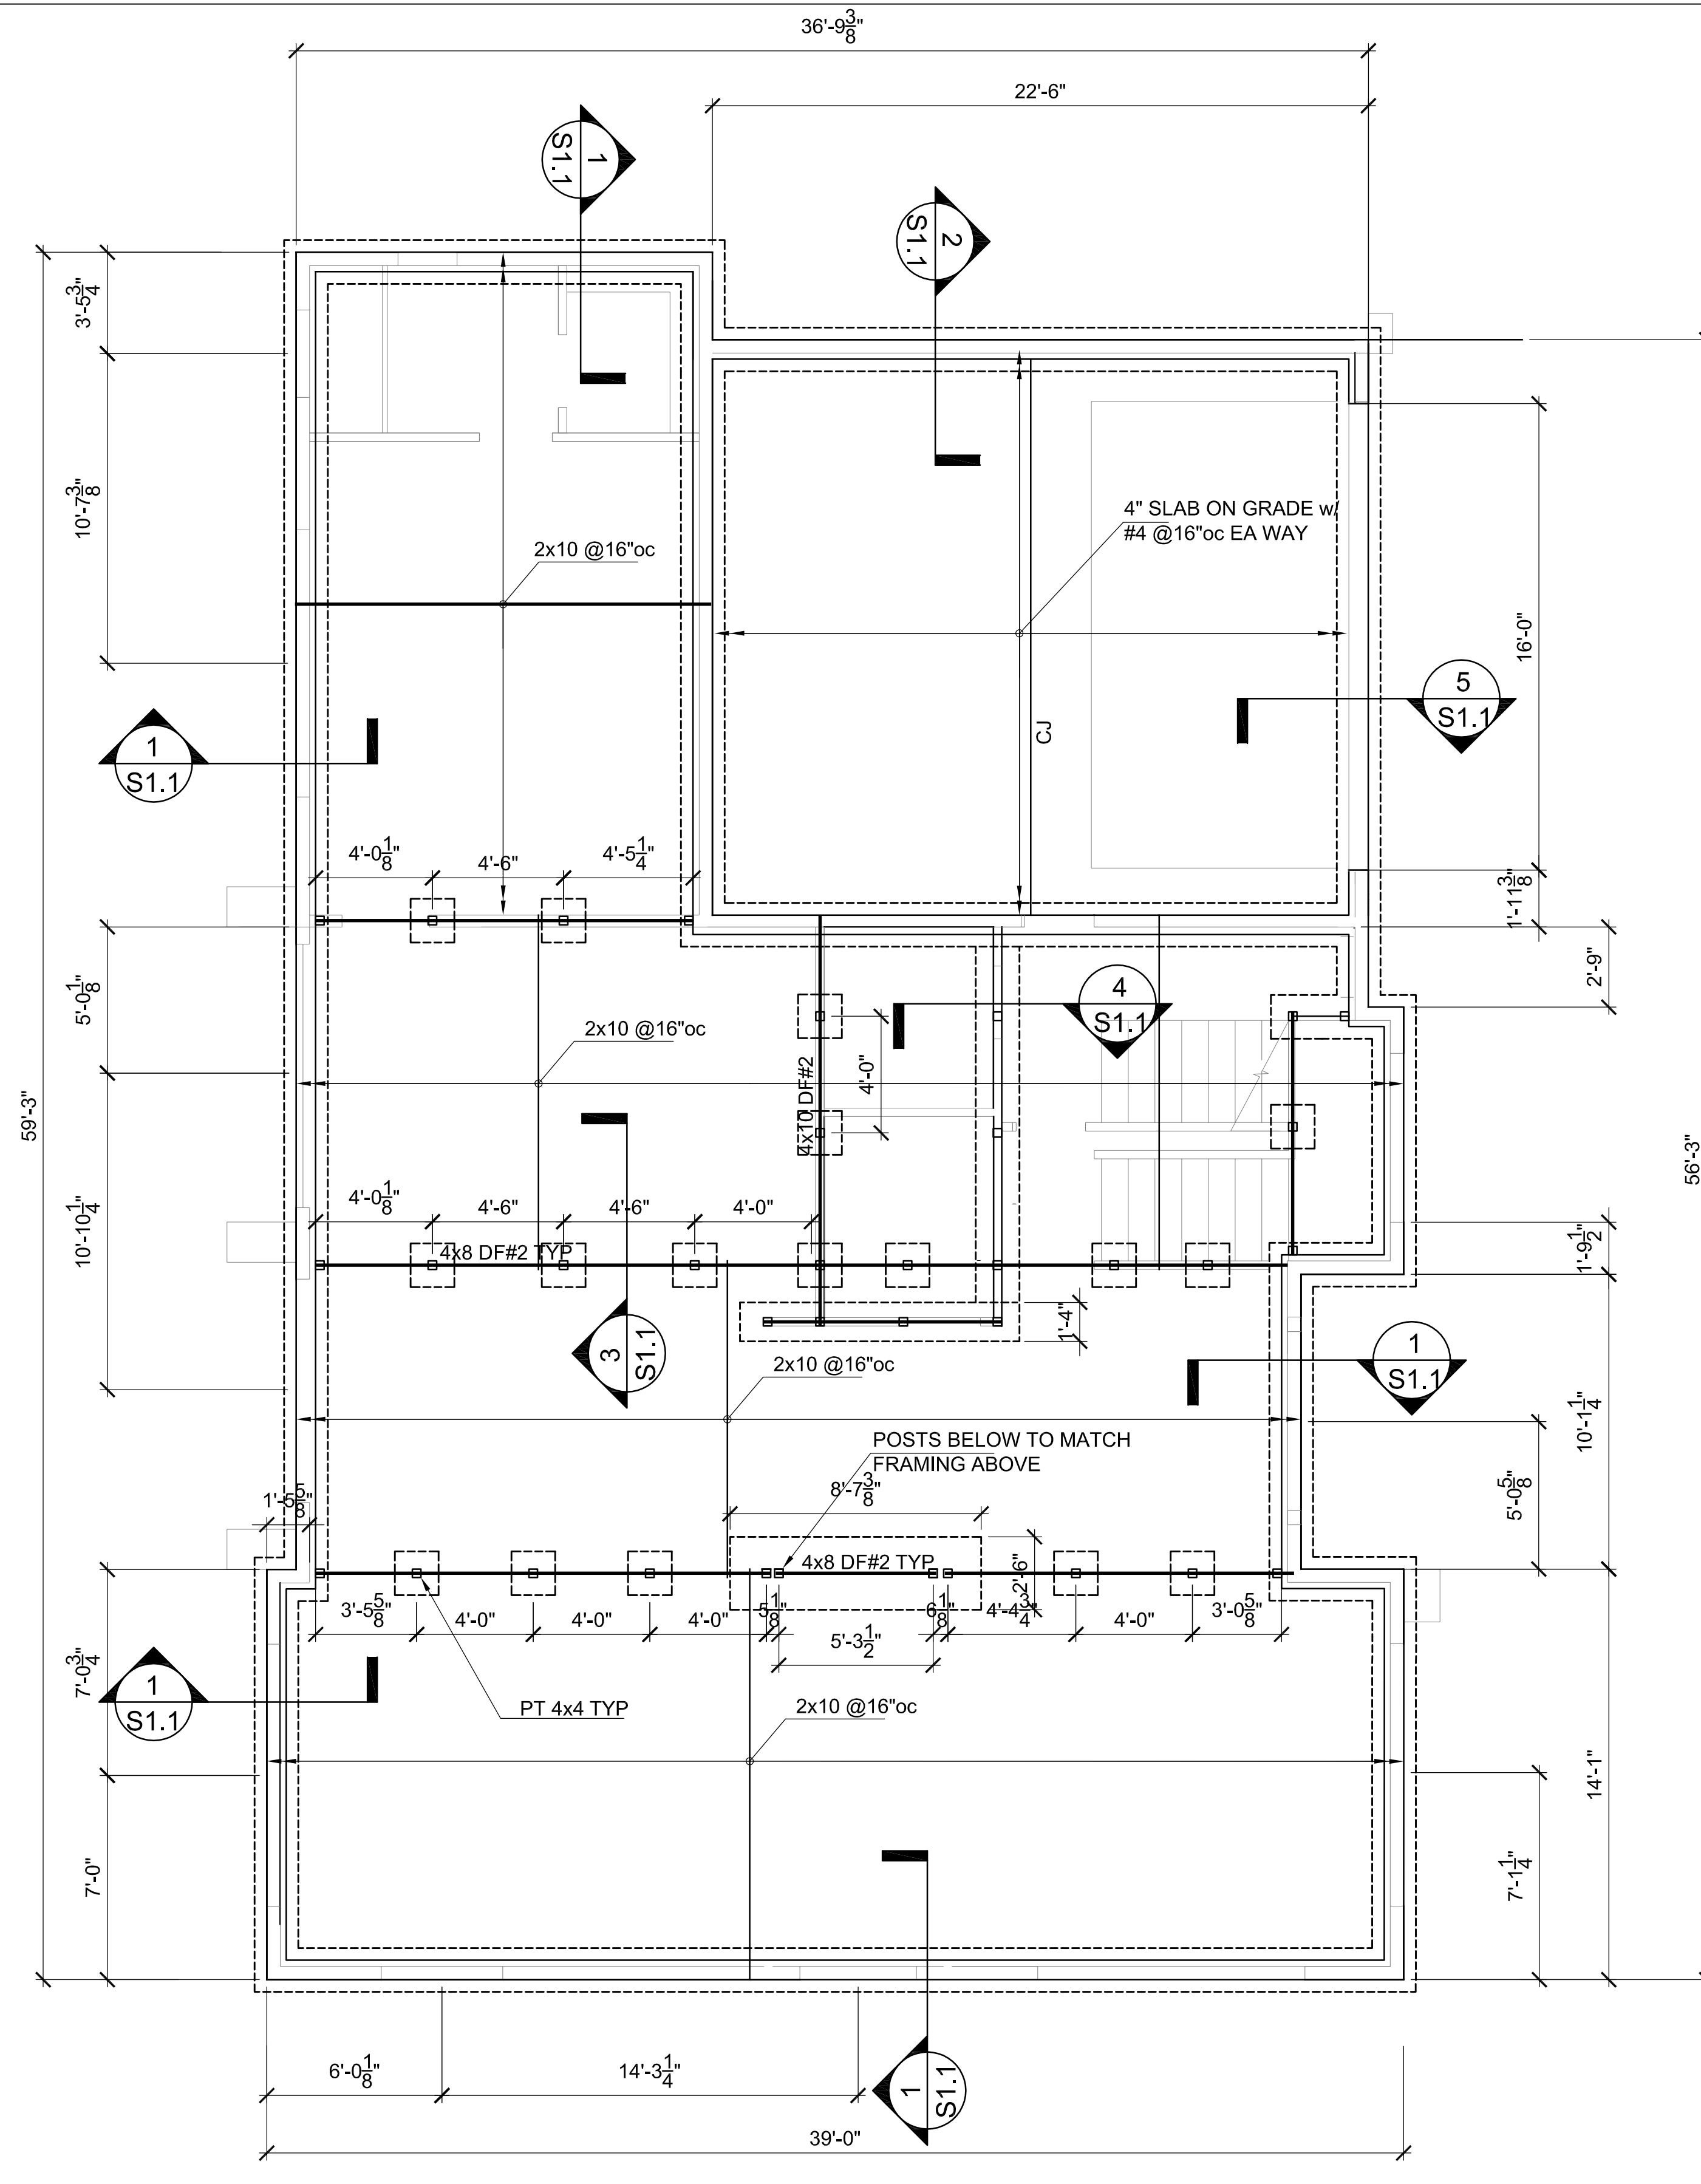 36'-9 3/8"
22'-6"
1
S1.1
2
S1.1
3'-5 3/4"
10'-7 3/8"
4" SLAB ON GRADE w/
#4 @16"oc EA WAY
2x10 @16"oc
16'-0"
5
S1.1
CJ
1
S1.1
4'-0 1/8"
4'-6"
4'-5 1/4"
1'-11 3/8"
2'-9"
5'-0 1/8"
4
S1.1
2x10 @16"oc
4x10 DF#2
4'-0"
59'-3"
56'-3"
4'-0 1/8"
4'-6"
4'-6"
4'-0"
4x8 DF#2 TYP
1'-9 1/2"
10'-10 1/4"
1'-4"
3
S1.1
2x10 @16"oc
1
S1.1
10'-1 1/4"
POSTS BELOW TO MATCH
FRAMING ABOVE
8'-7 3/8"
5'-0 5/8"
1'-5 5/8"
4x8 DF#2 TYP
2'-6"
3'-5 5/8"
4'-0"
4'-0"
4'-0"
5 1/8"
5'-3 1/2"
6 1/8"
4'-4 3/4"
4'-0"
3'-0 5/8"
7'-0 3/4"
1
S1.1
PT 4x4 TYP
2x10 @16"oc
14'-1"
7'-0"
7'-1 1/4"
6'-0 1/8"
14'-3 1/4"
1
S1.1
39'-0"